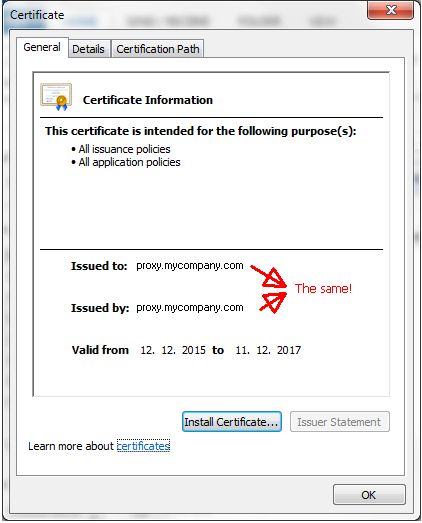 Certificate
General Details Certification Path
Certificate Information
This certificate is intended for the following purpose(s):
• All issuance policies
• All application policies
Issued to: proxy.mycompany.com
The same!
Issued by: proxy.mycompany.com
Valid from 12. 12. 2015 to 11. 12. 2017
Install Certificate... Issuer Statement
Learn more about certificates
OK